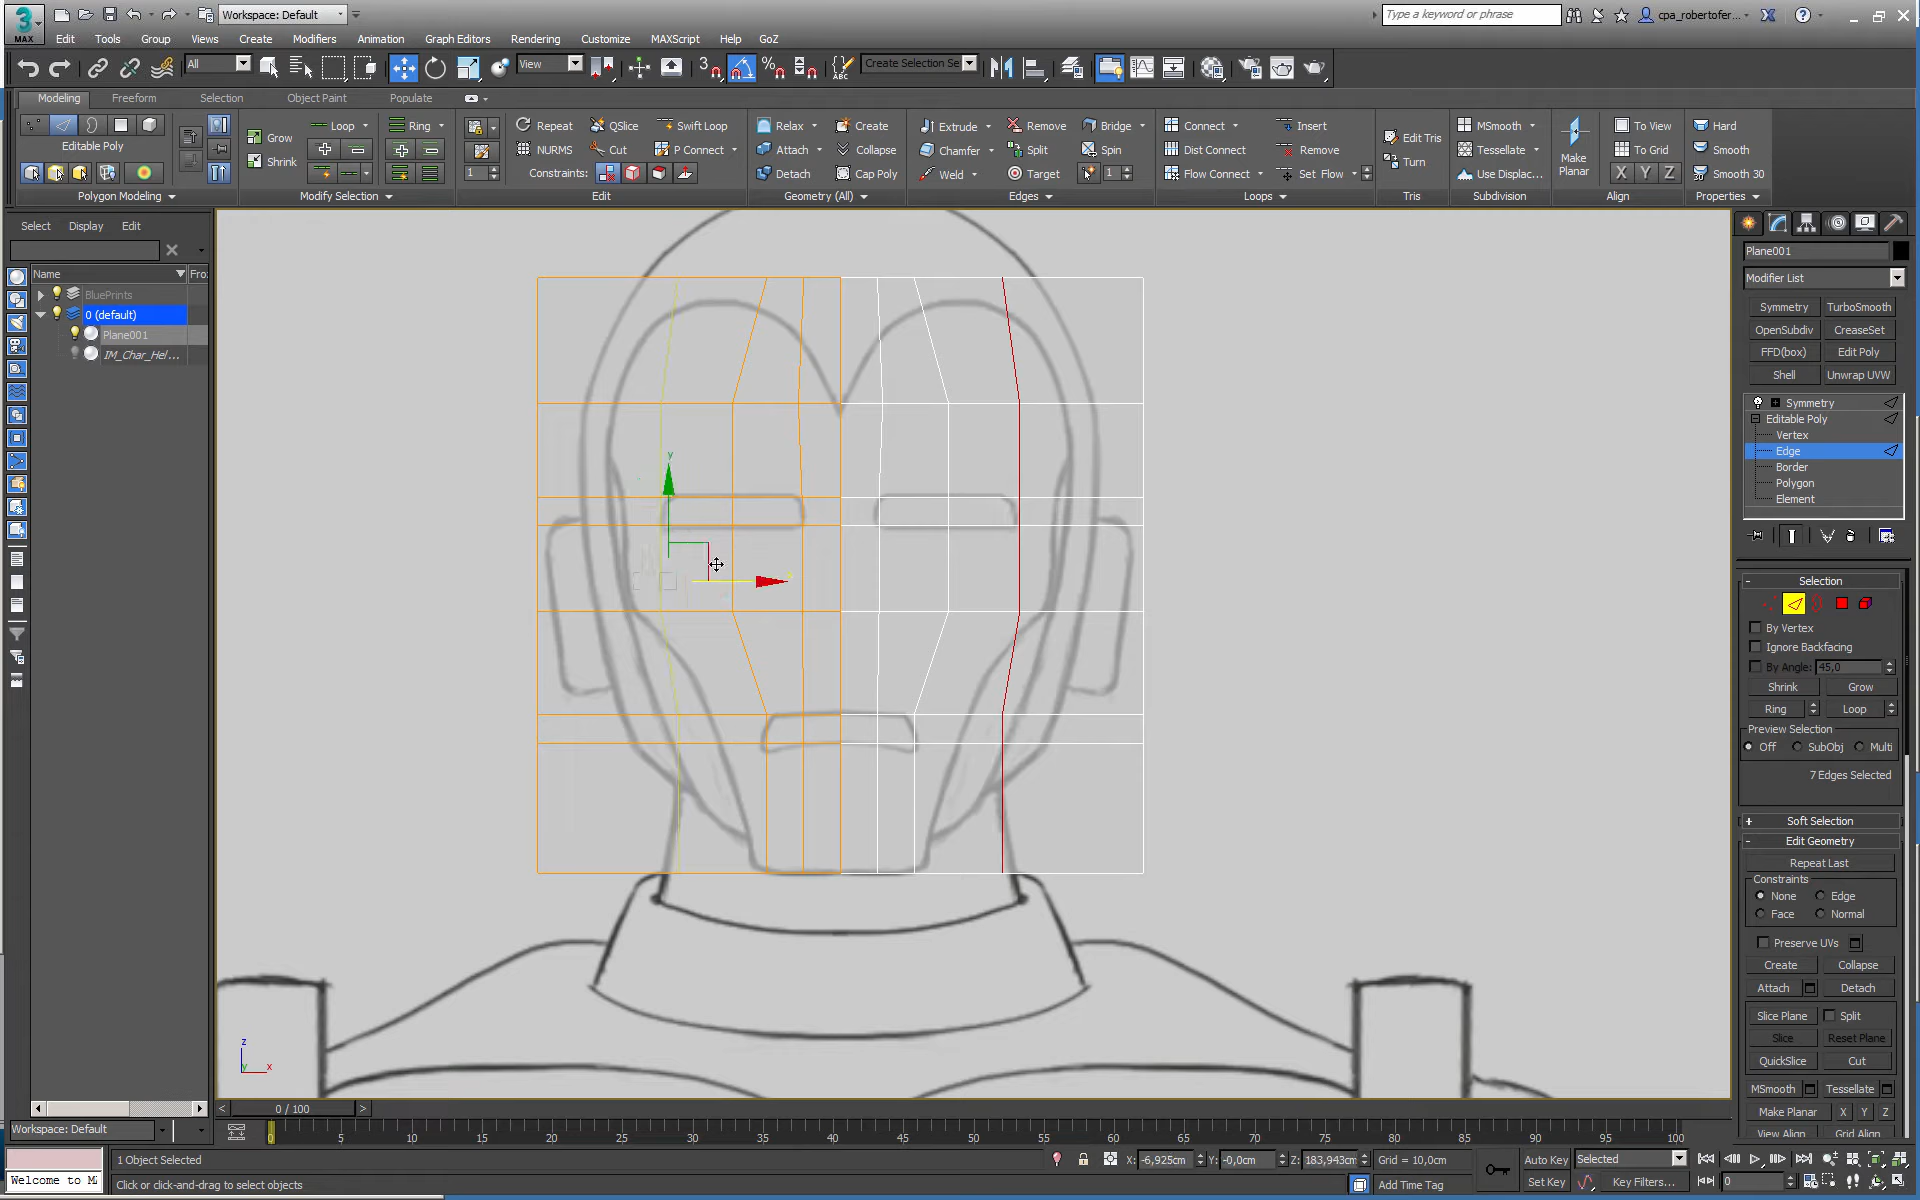 3 MAX Workspace: Default Type a keyword or phrase cpa_robertofer...
Edit Tools Group Views Create Modifiers Animation Graph Editors Rendering Customize MAXScript Help GoZ
All View 3 % ABC Create Selection Se
Modeling Freeform Selection Object Paint Populate
Grow Loop Ring Repeat QSlice Swift Loop Relax Create Extrude Remove Bridge Connect Insert Edit Tris MSmooth To View Hard
Editable Poly Shrink NURMS Cut P Connect Attach Collapse Chamfer Split Spin Dist Connect Remove Turn Tessellate Make Planar To Grid Smooth
1 Constraints: Detach Cap Poly Weld Target 1 Flow Connect Set Flow Use Displac... X Y Z Smooth 30
Polygon Modeling Modify Selection Edit Geometry (All) Edges Loops Tris Subdivision Align Properties
Select Display Edit
Name Fro
BluePrints
0 (default)
Plane001
IM_Char_Hel...
y
z
y x
Plane001
Modifier List
Symmetry TurboSmooth
OpenSubdiv CreaseSet
FFD(box) Edit Poly
Shell Unwrap UVW
Symmetry
Editable Poly
Vertex
Edge
Border
Polygon
Element
- Selection
By Vertex
Ignore Backfacing
By Angle: 45,0
Shrink Grow
Ring Loop
Preview Selection
Off SubObj Multi
7 Edges Selected
+ Soft Selection
- Edit Geometry
Repeat Last
Constraints
None Edge
Face Normal
Preserve UVs
Create Collapse
Attach Detach
Slice Plane Split
Slice Reset Plane
QuickSlice Cut
MSmooth Tessellate
Make Planar X Y Z
View Align Grid Align
< 0 / 100 >
Workspace: Default 0 5 10 15 20 25 30 35 40 45 50 55 60 65 70 75 80 85 90 95 100
1 Object Selected X: -6,925cm Y: -0,0cm Z: 183,943cm Grid = 10,0cm Auto Key Selected
Welcome to M Click or click-and-drag to select objects Add Time Tag Set Key Key Filters... 0